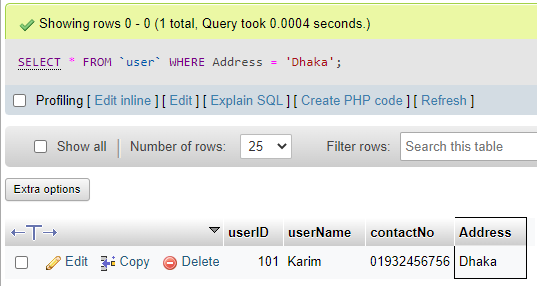 Showing rows 0 - 0 (1 total, Query took 0.0004 seconds.)
SELECT * FROM `user` WHERE Address = 'Dhaka';
Profiling [ Edit inline ] [ Edit ] [ Explain SQL ] [ Create PHP code ] [ Refresh ]
Show all Number of rows: 25 Filter rows: Search this table
Extra options
←T→ userID userName contactNo Address
Edit Copy Delete 101 Karim 01932456756 Dhaka